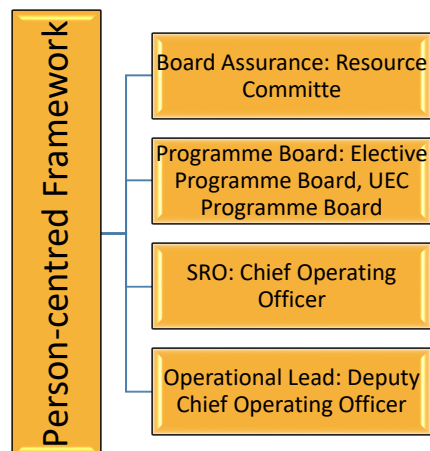 Person-centred Framework
Board Assurance: Resource
Committe
Programme Board: Elective
Programme Board, UEC
Programme Board
SRO: Chief Operating
Officer
Operational Lead: Deputy
Chief Operating Officer